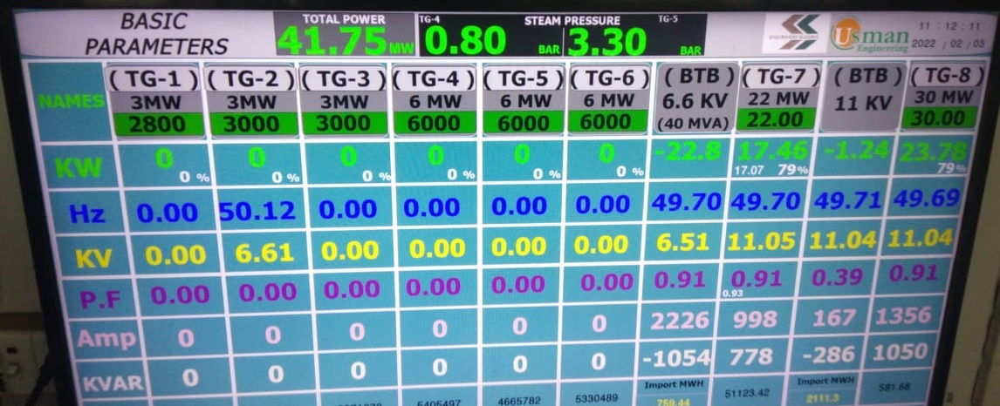 BASIC
PARAMETERS
TOTAL POWER
41.75 MW
TG-4 STEAM PRESSURE TG-5
0.80 BAR 3.30 BAR
Usman
Engineering
11 : 12 : 11
2022 / 02 / 03
NAMES (TG-1) (TG-2) (TG-3) (TG-4) (TG-5) (TG-6) (BTB) (TG-7) (BTB) (TG-8)
3MW 3MW 3MW 6 MW 6 MW 6 MW 6.6 KV 22 MW 11 KV 30 MW
2800 3000 3000 6000 6000 6000 (40 MVA) 22.00 30.00
KW 0 0 0 0 0 0 -22.8 17.46 -1.24 23.78
0 % 0 % 0 % 0 % 0 % 0 % 17.07 79% 79%
Hz 0.00 50.12 0.00 0.00 0.00 0.00 49.70 49.70 49.71 49.69
KV 0.00 6.61 0.00 0.00 0.00 0.00 6.51 11.05 11.04 11.04
P.F 0.00 0.00 0.00 0.00 0.00 0.00 0.91 0.91 0.39 0.91
0.93
Amp 0 0 0 0 0 0 2226 998 167 1356
KVAR 0 0 0 0 0 0 -1054 778 -286 1050
5405497 4665782 5330489 Import MWH 51123.42 Import MWH 581.68
759.44 2111.3